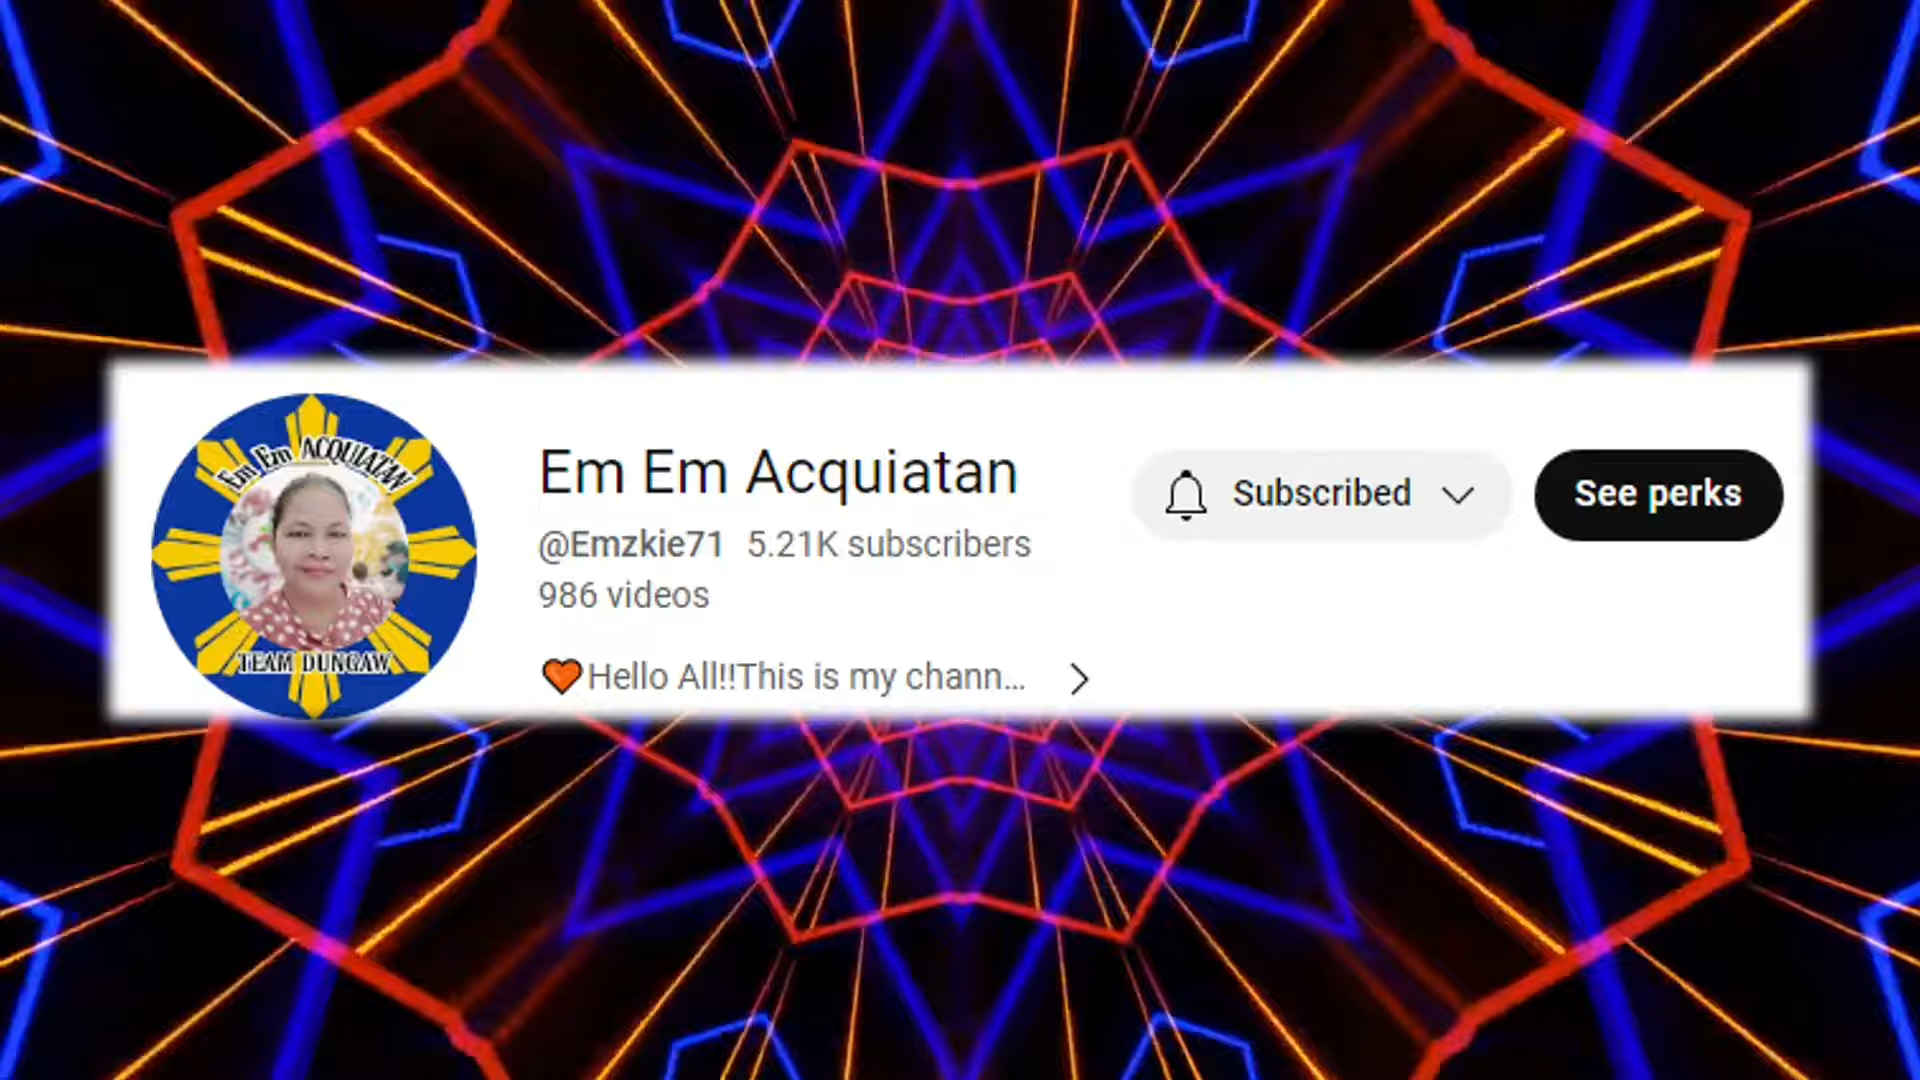 Em Em ACQUIATAN
TEAM DUNGAW
Em Em Acquiatan
@Emzkie71 5.21K subscribers
986 videos
🧡Hello All!!This is my chann...
Subscribed
See perks